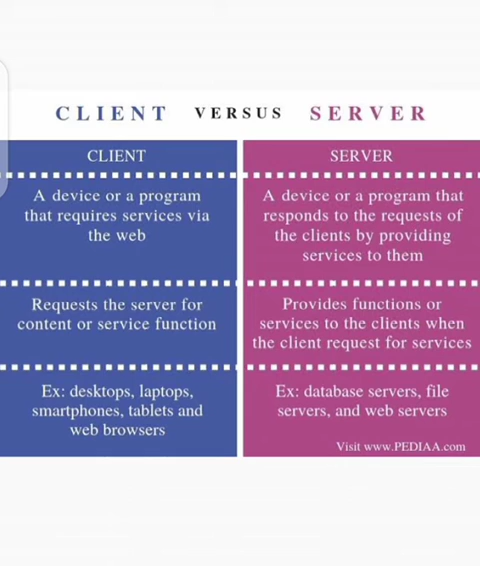 CLIENT VERSUS SERVER
CLIENT
A device or a program
that requires services via
the web
Requests the server for
content or service function
Ex: desktops, laptops,
smartphones, tablets and
web browsers
SERVER
A device or a program that
responds to the requests of
the clients by providing
services to them
Provides functions or
services to the clients when
the client request for services
Ex: database servers, file
servers, and web servers
Visit www.PEDIAA.com